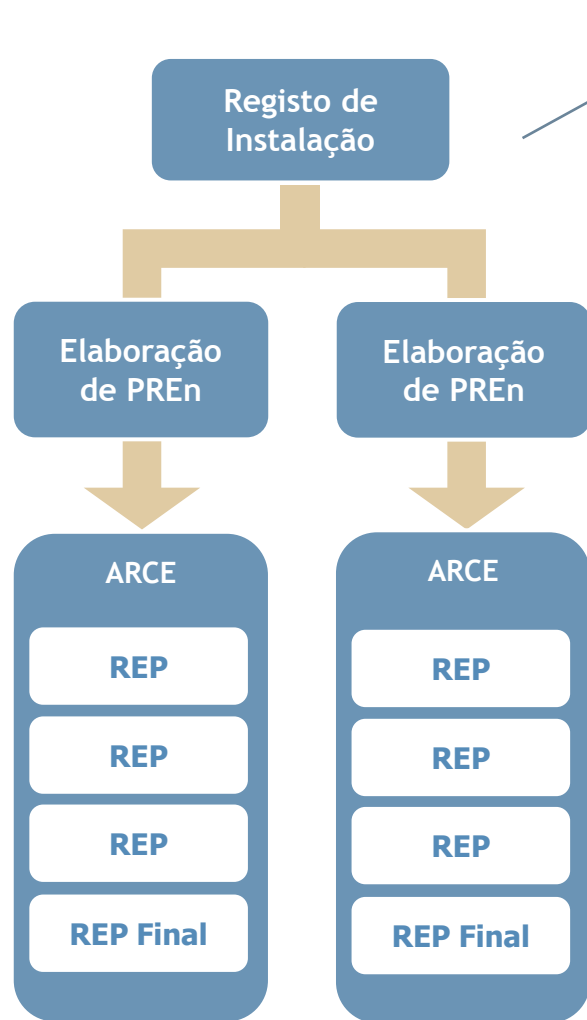 Registo de
Instalação
Elaboração
de PREn
Elaboração
de PREn
ARCE
REP
REP
REP
REP Final
ARCE
REP
REP
REP
REP Final